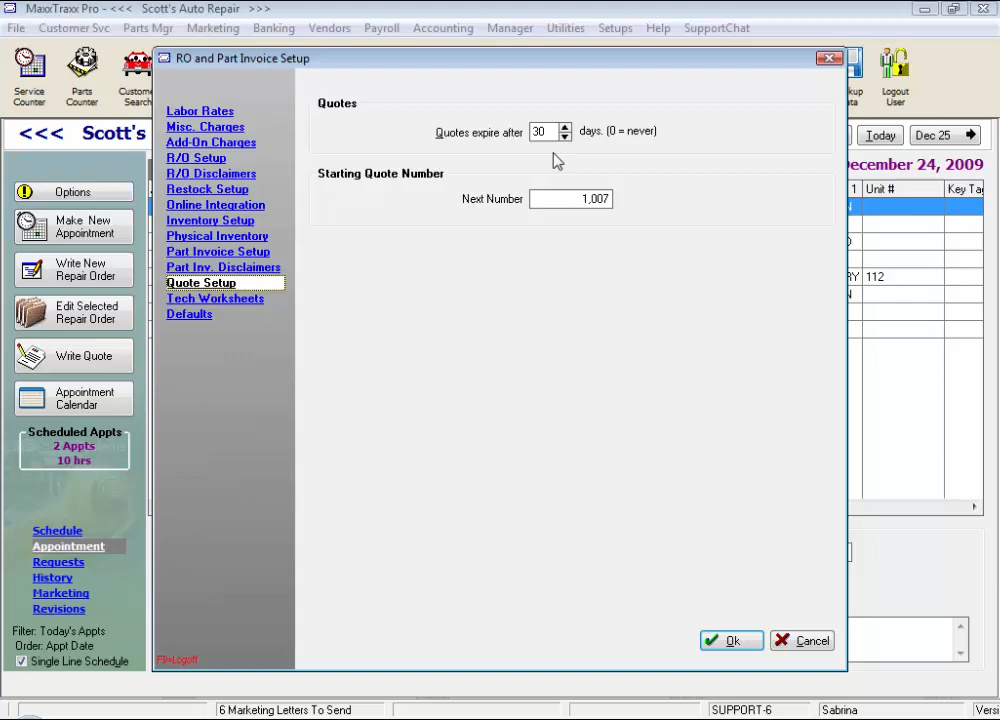 MaxxTraxx Pro - <<< Scott's Auto Repair >>>
File Customer Svc Parts Mgr Marketing Banking Vendors Payroll Accounting Manager Utilities Setups Help SupportChat
RO and Part Invoice Setup
Service Counter
Parts Counter
Search
Logout User
<<< Scott's
Today Dec 25
December 24, 2009
1 Unit # Key Tag
112
Options
Make New Appointment
Write New Repair Order
Edit Selected Repair Order
Write Quote
Appointment Calendar
Scheduled Appts
2 Appts
10 hrs
Schedule
Appointment
Requests
History
Marketing
Revisions
Filter: Today's Appts
Order: Appt Date
Single Line Schedule
Labor Rates
Misc. Charges
Add-On Charges
R/O Setup
R/O Disclaimers
Restock Setup
Online Integration
Inventory Setup
Physical Inventory
Part Invoice Setup
Part Inv. Disclaimers
Quote Setup
Tech Worksheets
Defaults
F9=Logoff
Quotes
Quotes expire after 30 days. (0 = never)
Starting Quote Number
Next Number 1,007
Ok Cancel
6 Marketing Letters To Send SUPPORT-6 Sabrina